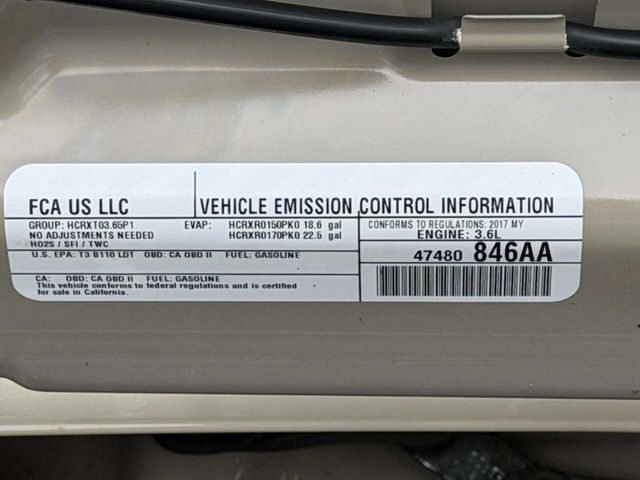 FCA US LLC
VEHICLE EMISSION CONTROL INFORMATION
GROUP: HCRXT03.65P1
NO ADJUSTMENTS NEEDED
HO2S / SFI / TWC
EVAP: HCRXR0150PK0 18.6 gal
HCRXR0170PK0 22.5 gal
CONFORMS TO REGULATIONS: 2017 MY
ENGINE: 3.6L
U.S. EPA: T3 B110 LDT OBD: CA OBD II FUEL: GASOLINE
47480 846AA
CA: OBD: CA OBD II FUEL: GASOLINE
This vehicle conforms to federal regulations and is certified
for sale in California.